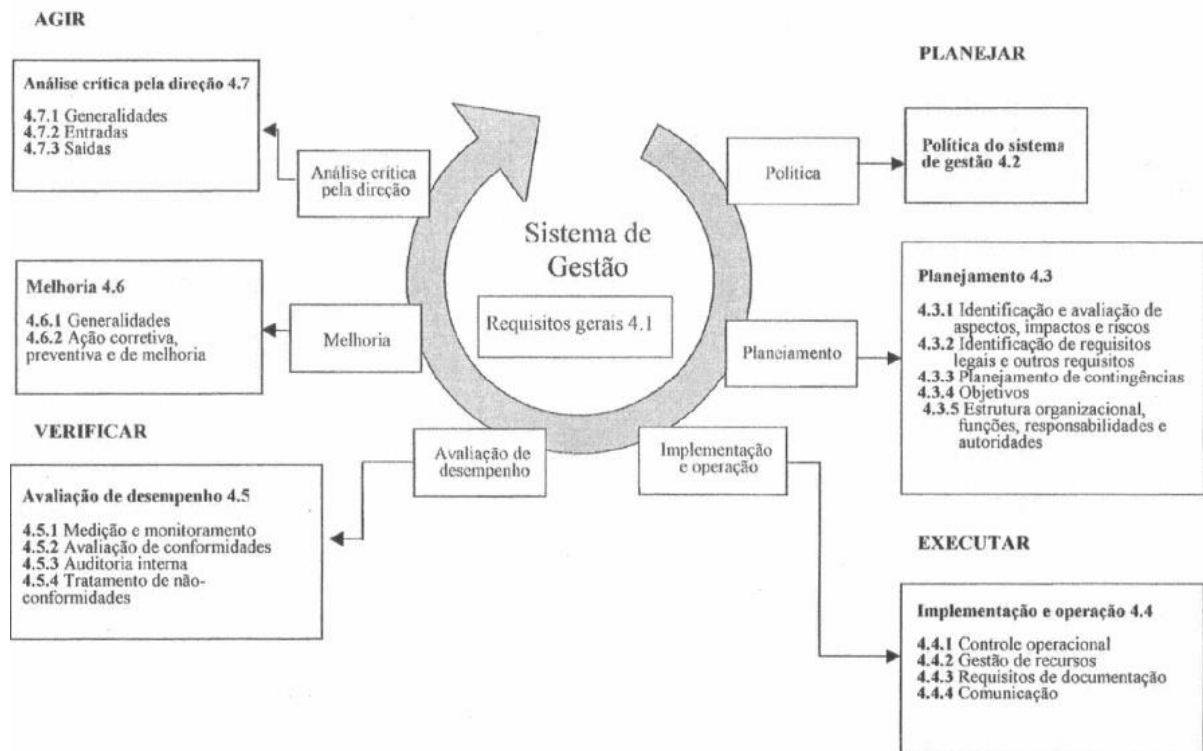 AGIR
Análise crítica pela direção 4.7
4.7.1 Generalidades
4.7.2 Entradas
4.7.3 Saídas
Análise crítica
pela direção
Melhoria 4.6
4.6.1 Generalidades
4.6.2 Ação corretiva,
preventiva e de melhoria
Melhoria
VERIFICAR
Avaliação de desempenho 4.5
4.5.1 Medição e monitoramento
4.5.2 Avaliação de conformidades
4.5.3 Auditoria interna
4.5.4 Tratamento de não-
conformidades
Avaliação de
desempenho
Sistema de
Gestão
Requisitos gerais 4.1
PLANEJAR
Política
Política do sistema
de gestão 4.2
Planejamento
Planejamento 4.3
4.3.1 Identificação e avaliação de
aspectos, impactos e riscos
4.3.2 Identificação de requisitos
legais e outros requisitos
4.3.3 Planejamento de contingências
4.3.4 Objetivos
4.3.5 Estrutura organizacional,
funções, responsabilidades e
autoridades
EXECUTAR
Implementação
e operação
Implementação e operação 4.4
4.4.1 Controle operacional
4.4.2 Gestão de recursos
4.4.3 Requisitos de documentação
4.4.4 Comunicação